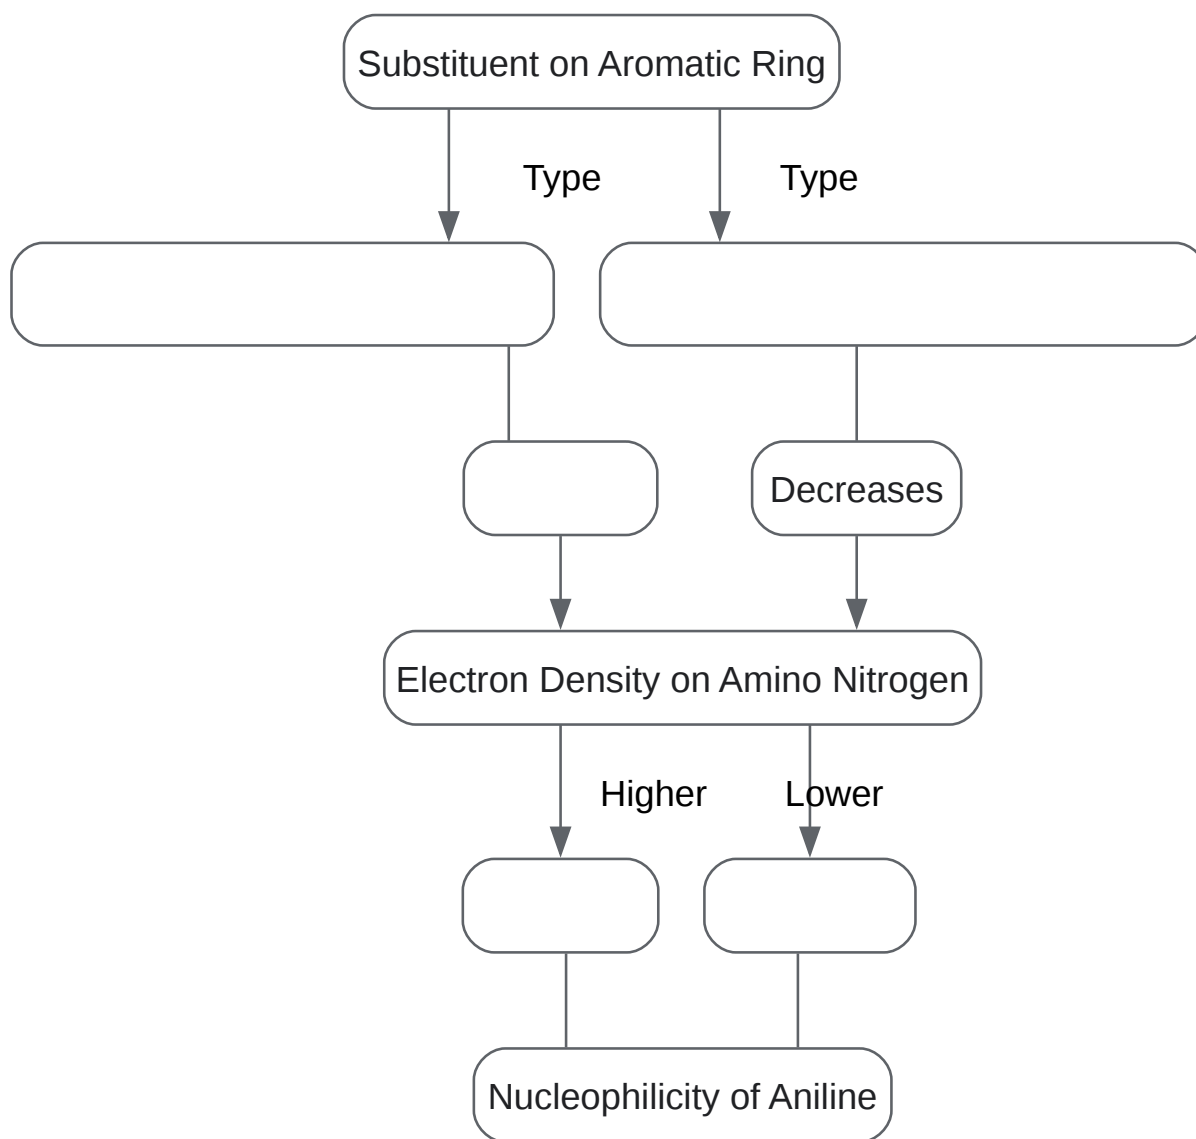 Substituent on Aromatic Ring
Type
Type
Decreases
Electron Density on Amino Nitrogen
Higher
Lower
Nucleophilicity of Aniline